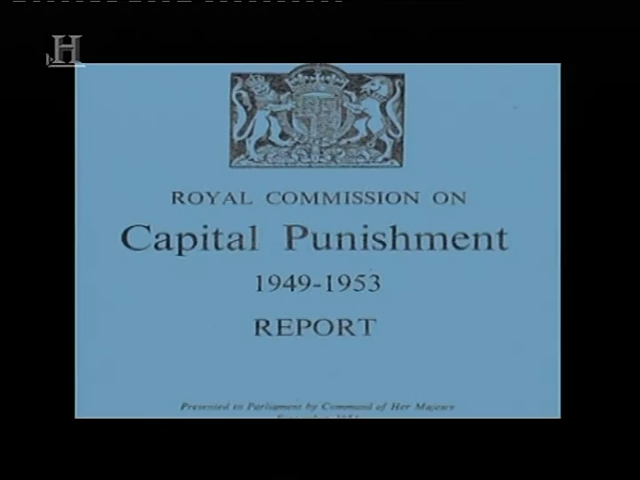 H
ROYAL COMMISSION ON
Capital Punishment
1949-1953
REPORT
Presented to Parliament by Command of Her Majesty